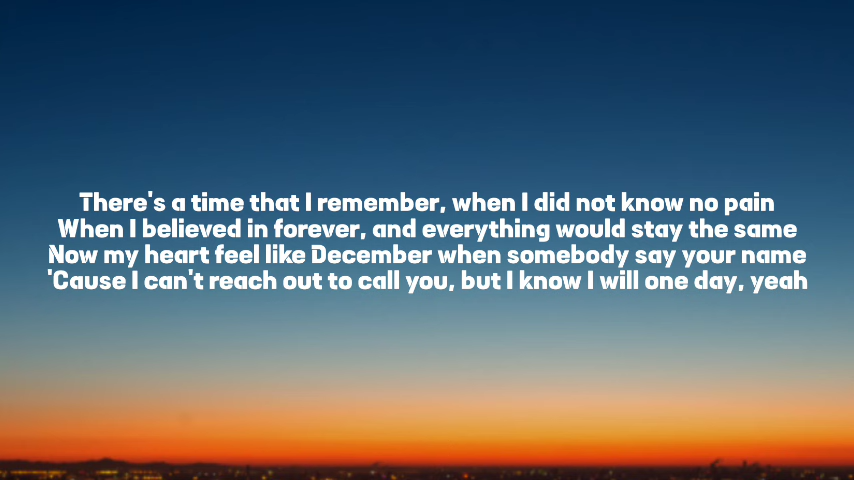 There's a time that I remember, when I did not know no pain
When I believed in forever, and everything would stay the same
Now my heart feel like December when somebody say your name
'Cause I can't reach out to call you, but I know I will one day, yeah